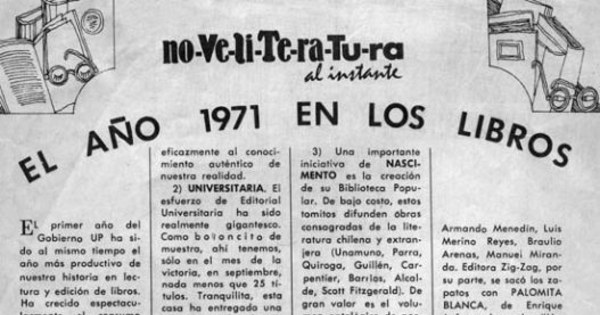 no-Ve-li-Te-ra-Tu-ra
al instante
EL AÑO 1971 EN LOS LIBROS
EL primer año del
Gobierno UP ha si-
do al mismo tiempo el
año más productivo de
nuestra historia en lec-
tura y edición de libros.
Ha crecido espectacu-
eficazmente al conoci-
miento auténtico de
nuestra realidad.
2) UNIVERSITARIA. El
esfuerzo de Editorial
Universitaria ha sido
realmente gigantesco.
Como botoncito de
muestra, ahí tenemos,
sólo en el mes de la
victoria, en septiembre,
nada menos que 25 tí-
tulos. Tranquilita, esta
casa ha entregado una
3) Una importante
iniciativa de NASCI-
MENTO es la creación
de su Biblioteca Popu-
lar. De bajo costo, estos
tomitos difunden obras
consagradas de la lite-
ratura chilena y extran-
jera (Unamuno, Parra,
Quiroga, Guillén, Car-
pentier, Barrios, Alcal-
de, Scott Fitzgerald). De
gran valor es el volu-
Armando Menedin, Luis
Merino Reyes, Braulio
Arenas, Manuel Miran-
da. Editora Zig-Zag, por
su parte, se sacó los za-
patos con PALOMITA
BLANCA, de Enrique